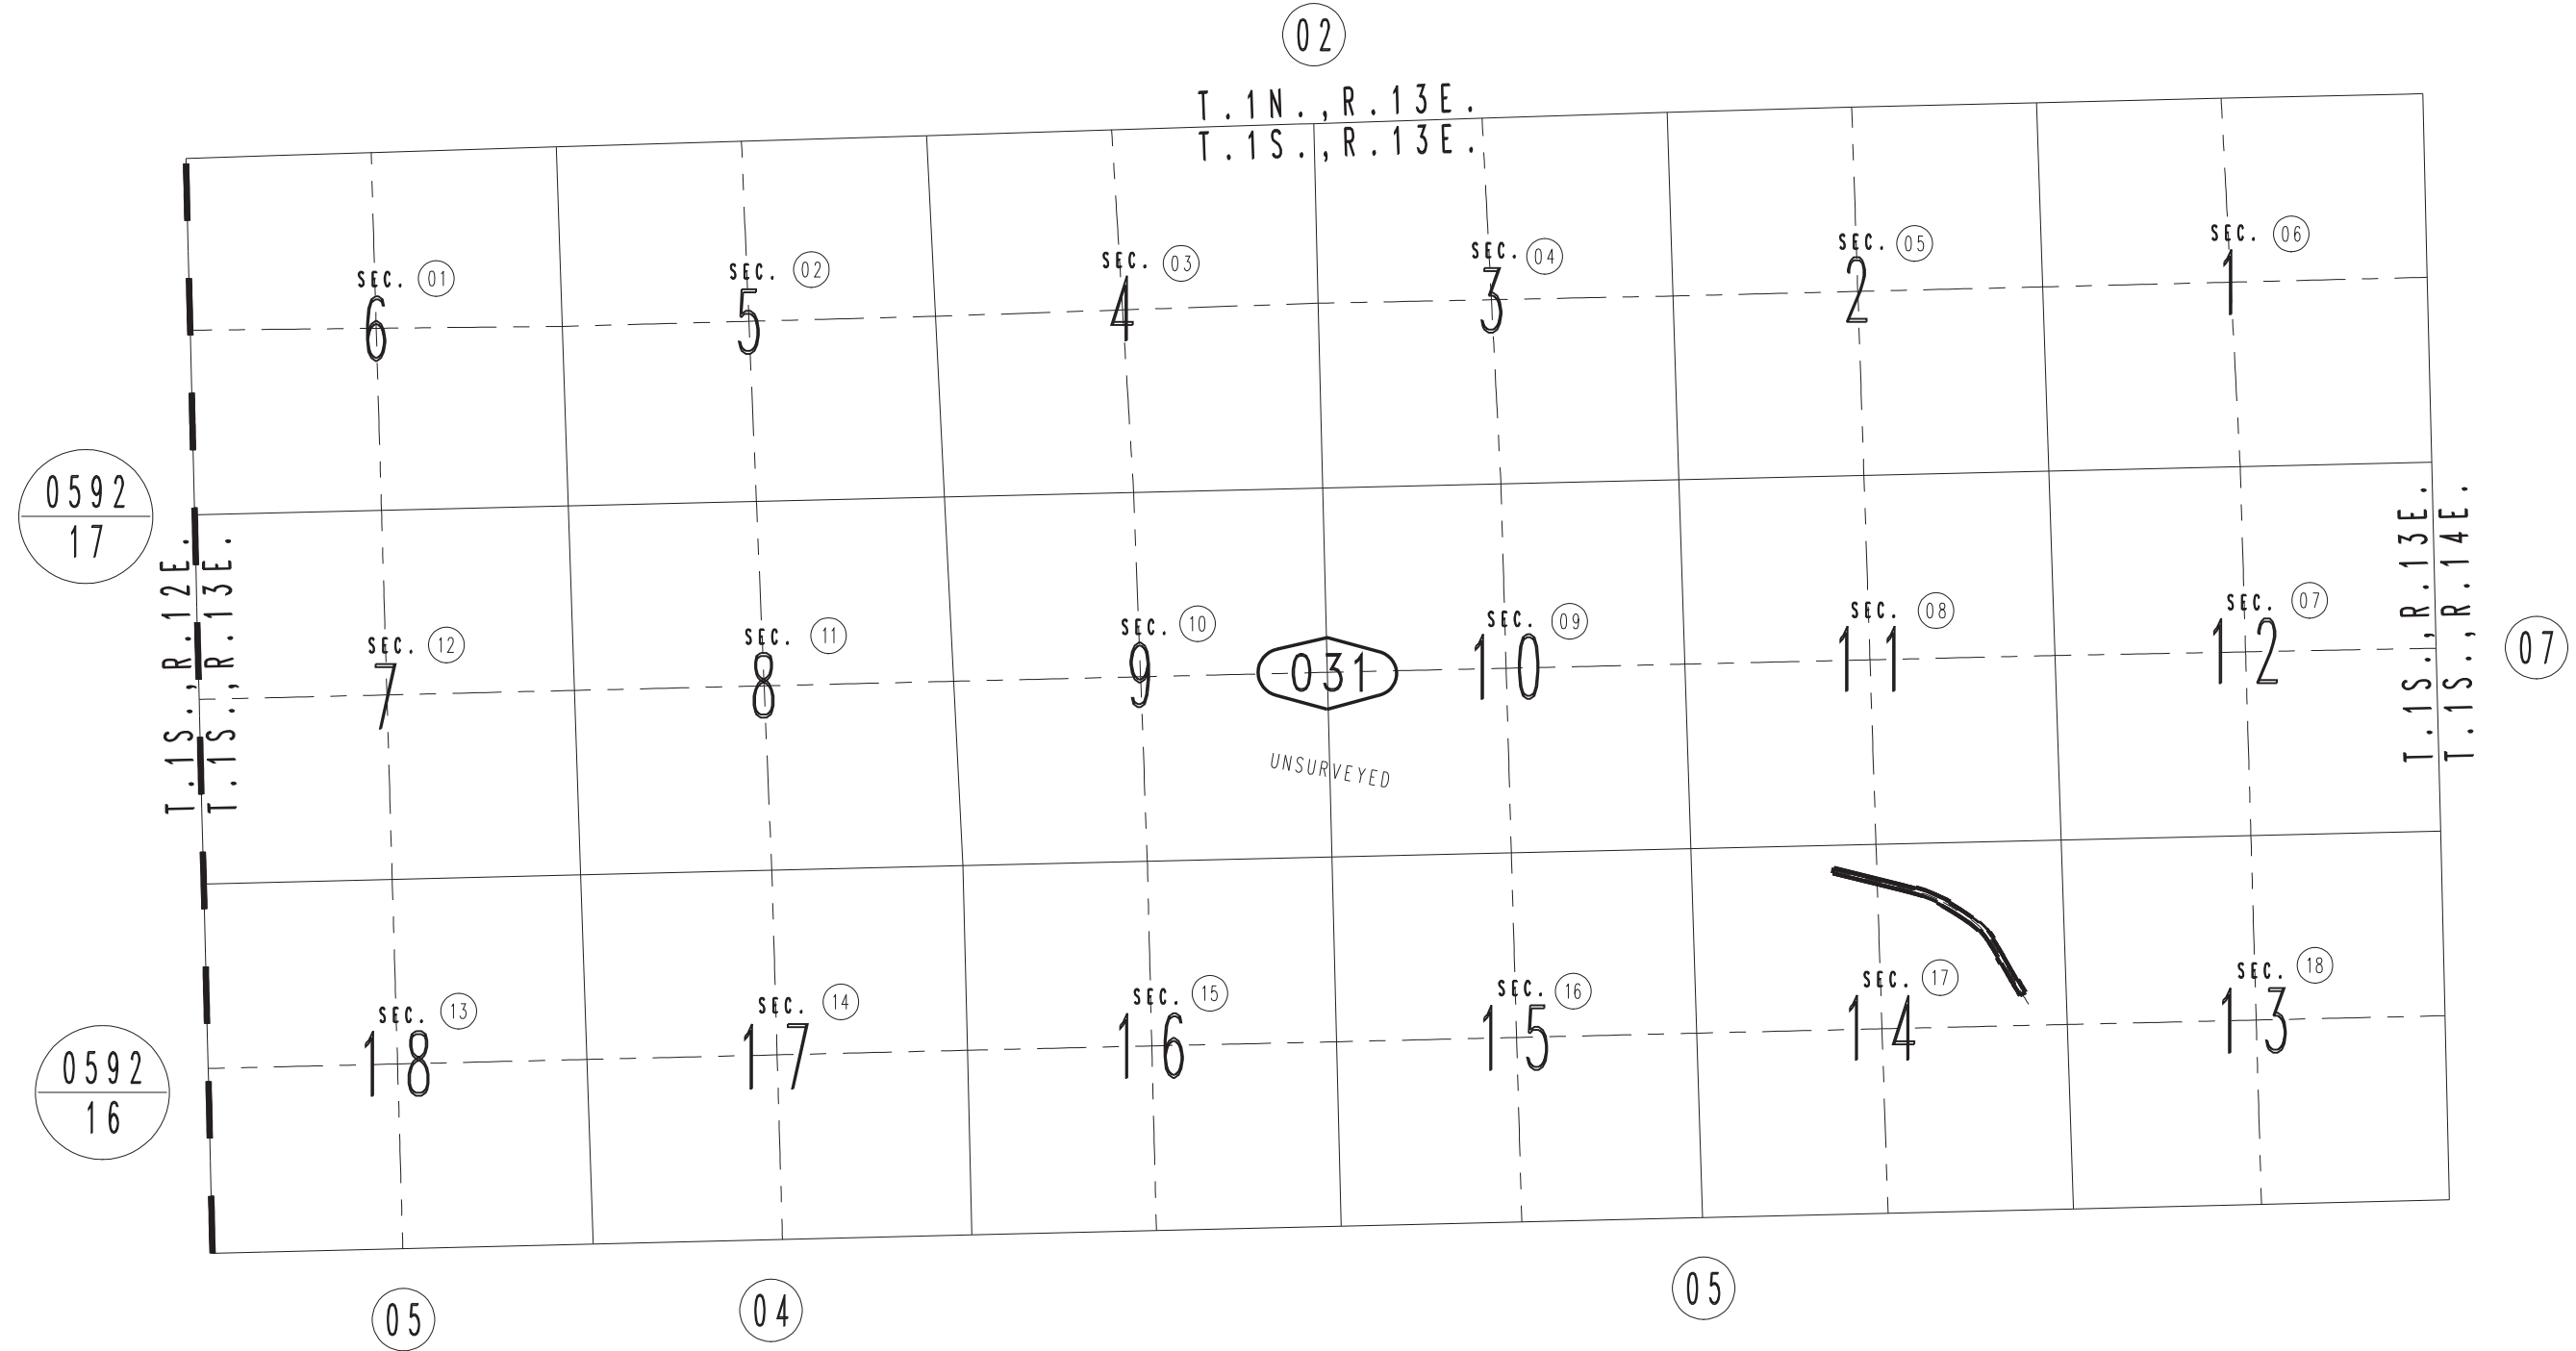 02
T.1N.,R.13E.
T.1S.,R.13E.
SEC. 01
6
SEC. 02
5
SEC. 03
4
SEC. 04
3
SEC. 05
2
SEC. 06
1
0592
17
T.1S.,R.12E.
T.1S.,R.13E.
SEC. 12
7
SEC. 11
8
SEC. 10
9
031
UNSURVEYED
SEC. 09
10
SEC. 08
11
SEC. 07
12
T.1S.,R.13E.
T.1S.,R.14E.
07
0592
16
SEC. 13
18
SEC. 14
17
SEC. 15
16
SEC. 16
15
SEC. 17
14
SEC. 18
13
05
04
05